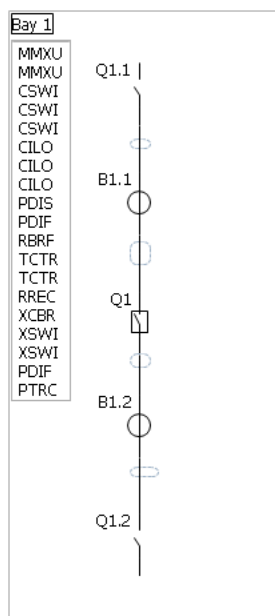 Bay 1
MMXU
MMXU
CSWI
CSWI
CSWI
CILO
CILO
CILO
PDIS
PDIF
RBRF
TCTR
TCTR
RREC
XCBR
XSWI
XSWI
PDIF
PTRC
Q1.1
B1.1
Q1
B1.2
Q1.2